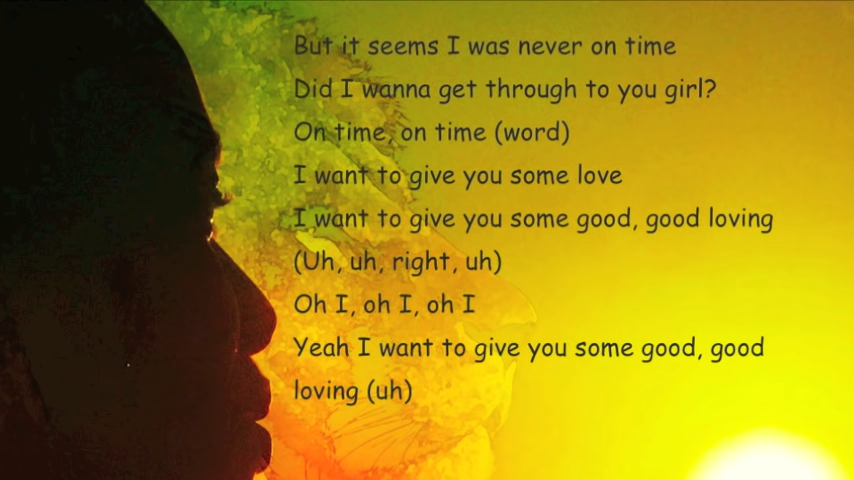 But it seems I was never on time
Did I wanna get through to you girl?
On time, on time (word)
I want to give you some love
I want to give you some good, good loving
(Uh, uh, right, uh)
Oh I, oh I, oh I
Yeah I want to give you some good, good
loving (uh)